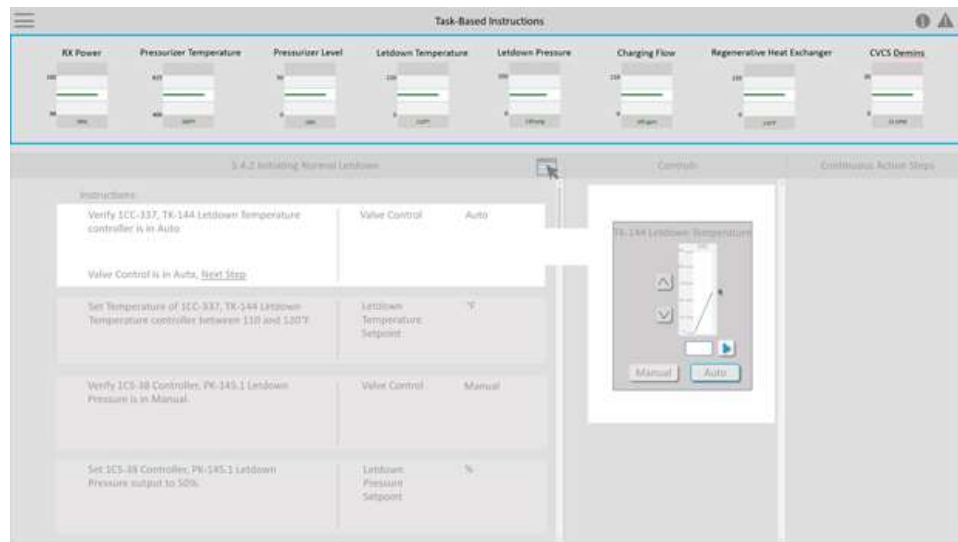 Task-Based Instructions
RX Power
Pressurizer Temperature
Pressurizer Level
Letdown Temperature
Letdown Pressure
Charging Flow
Regenerative Heat Exchanger
CVCS Demins
5.4.2 Initiating Normal Letdown
Controls
Continuous Action Steps
Instructions:
Verify 1CC-337, TK-144 Letdown Temperature
controller is in Auto
Valve Control
Auto
Valve Control is in Auto, Next Step
Set Temperature of 1CC-337, TK-144 Letdown
Temperature controller between 110 and 120°F
Letdown
Temperature
Setpoint
°F
Verify 1CS-38 Controller, PK-145.1 Letdown
Pressure is in Manual.
Valve Control
Manual
Set 1CS-38 Controller, PK-145.1 Letdown
Pressure output to 50%.
Letdown
Pressure
Setpoint
%
TK-144 Letdown Temperature
Manual
Auto